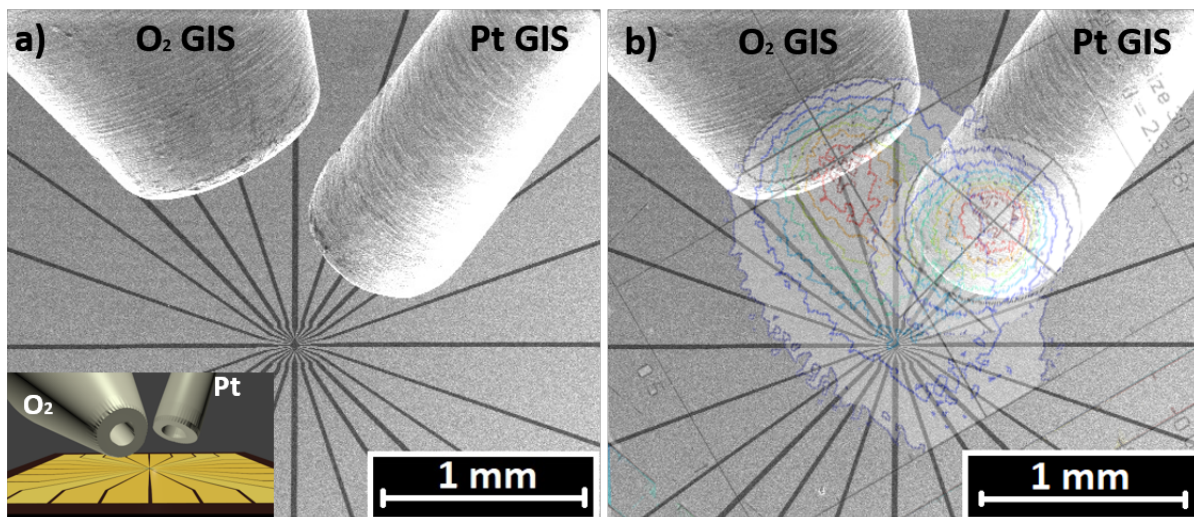 a)
O₂ GIS
Pt GIS
O₂
Pt
1 mm
b)
O₂ GIS
Pt GIS
1 mm